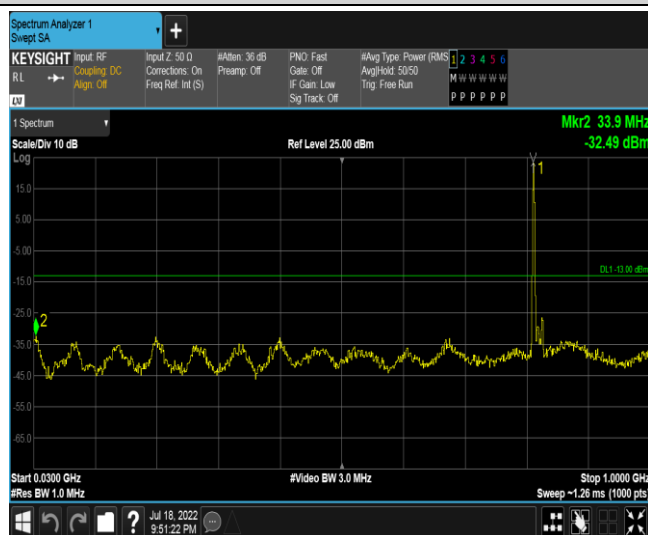 Spectrum Analyzer 1
Swept SA
KEYSIGHT
RL
LXI
Input: RF
Coupling: DC
Align: Off
Input Z: 50 Ω
Corrections: On
Freq Ref: Int (S)
#Atten: 36 dB
Preamp: Off
PNO: Fast
Gate: Off
IF Gain: Low
Sig Track: Off
#Avg Type: Power (RMS
Avg|Hold: 50/50
Trig: Free Run
1 2 3 4 5 6
M W W W W W
P P P P P P
1 Spectrum
Mkr2 33.9 MHz
Scale/Div 10 dB
Ref Level 25.00 dBm
-32.49 dBm
Log
1
15.0
5.00
-5.00
DL1 -13.00 dBm
-15.0
-25.0
2
-35.0
-45.0
-55.0
-65.0
Start 0.0300 GHz
#Video BW 3.0 MHz
Stop 1.0000 GHz
#Res BW 1.0 MHz
Sweep ~1.26 ms (1000 pts)
?
Jul 18, 2022
9:51:22 PM